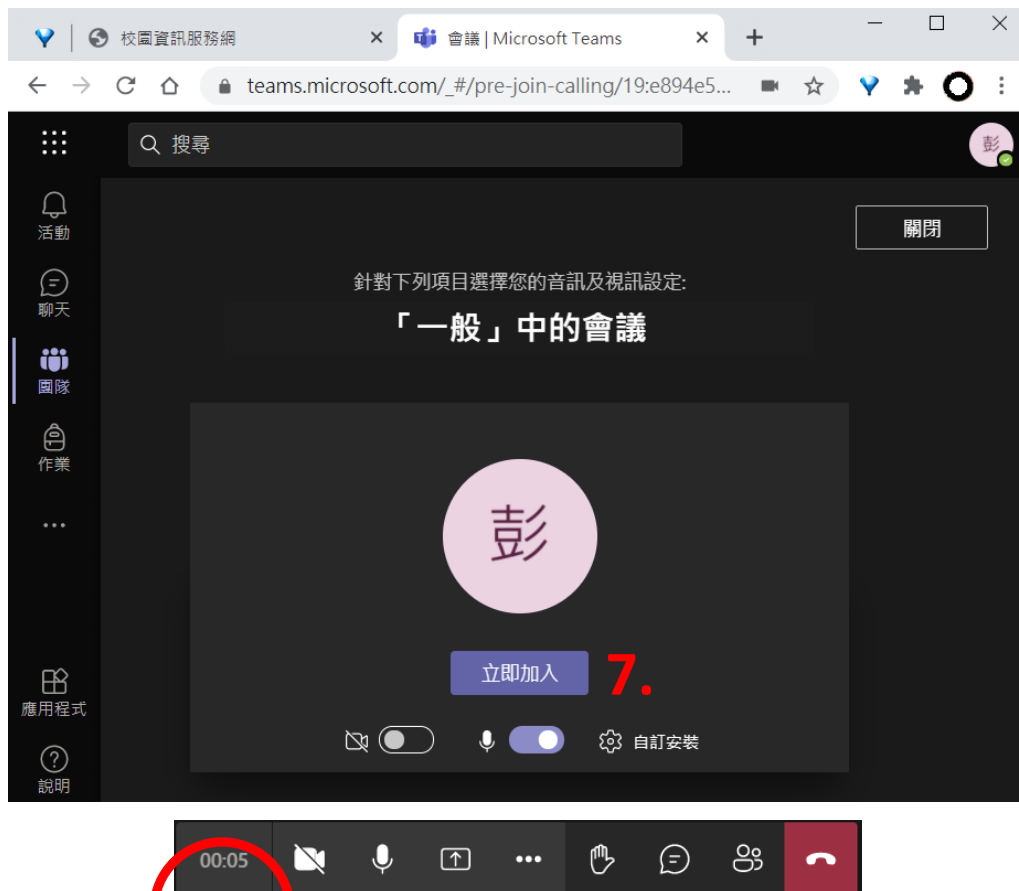 校園資訊服務網
會議 | Microsoft Teams
teams.microsoft.com/_#/pre-join-calling/19:e894e5...
搜尋
彭
活動
關閉
針對下列項目選擇您的音訊及視訊設定:
聊天
「一般」中的會議
團隊
作業
彭
立即加入
7.
應用程式
自訂安裝
說明
00:05